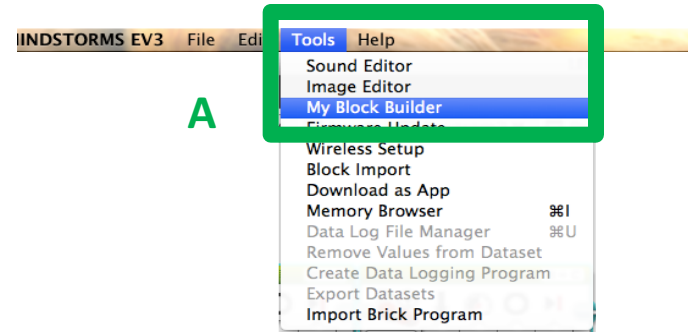 INDSTORMS EV3 File Edi Tools Help
Sound Editor
Image Editor
My Block Builder
Firmware Update
A
Wireless Setup
Block Import
Download as App
Memory Browser ⌘I
Data Log File Manager ⌘U
Remove Values from Dataset
Create Data Logging Program
Export Datasets
Import Brick Program